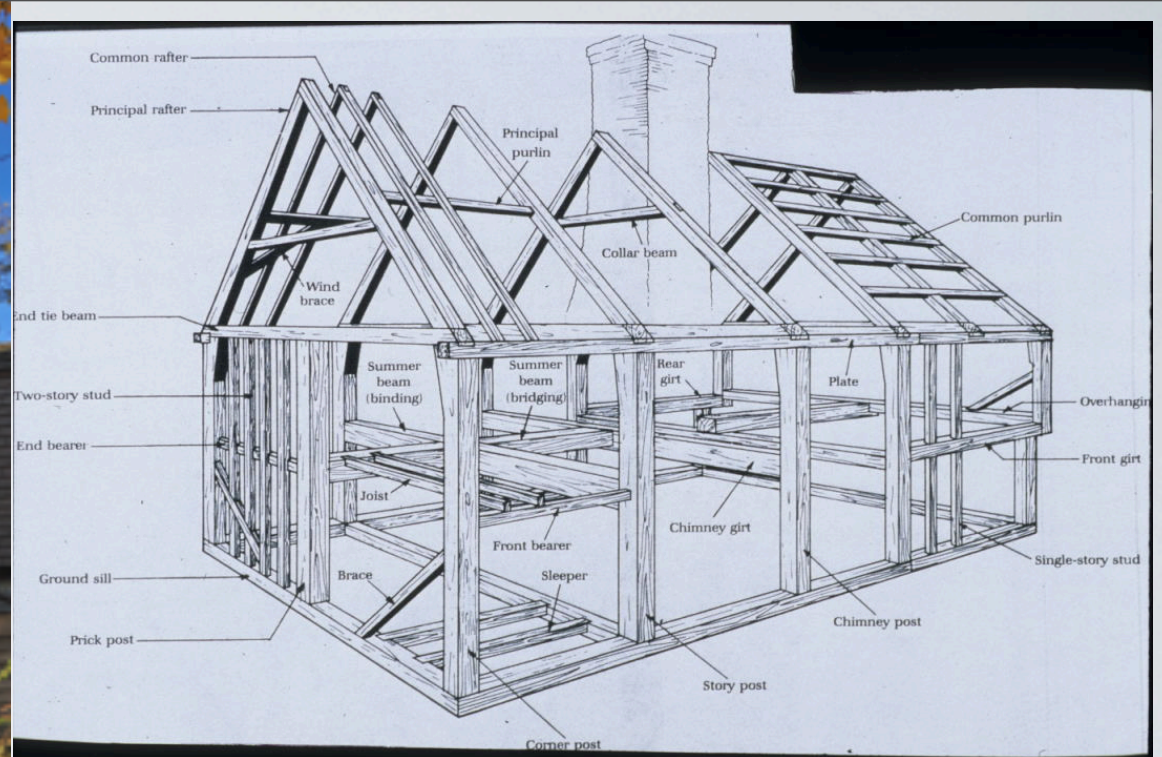 Common rafter
Principal rafter
Principal
purlin
Common purlin
Collar beam
Wind
brace
End tie beam
Summer
beam
(binding)
Summer
beam
(bridging)
Rear
girt
Plate
Two-story stud
Overhangin
End bearer
Front girt
Joist
Chimney girt
Front bearer
Single-story stud
Ground sill
Brace
Sleeper
Chimney post
Prick post
Story post
Corner post